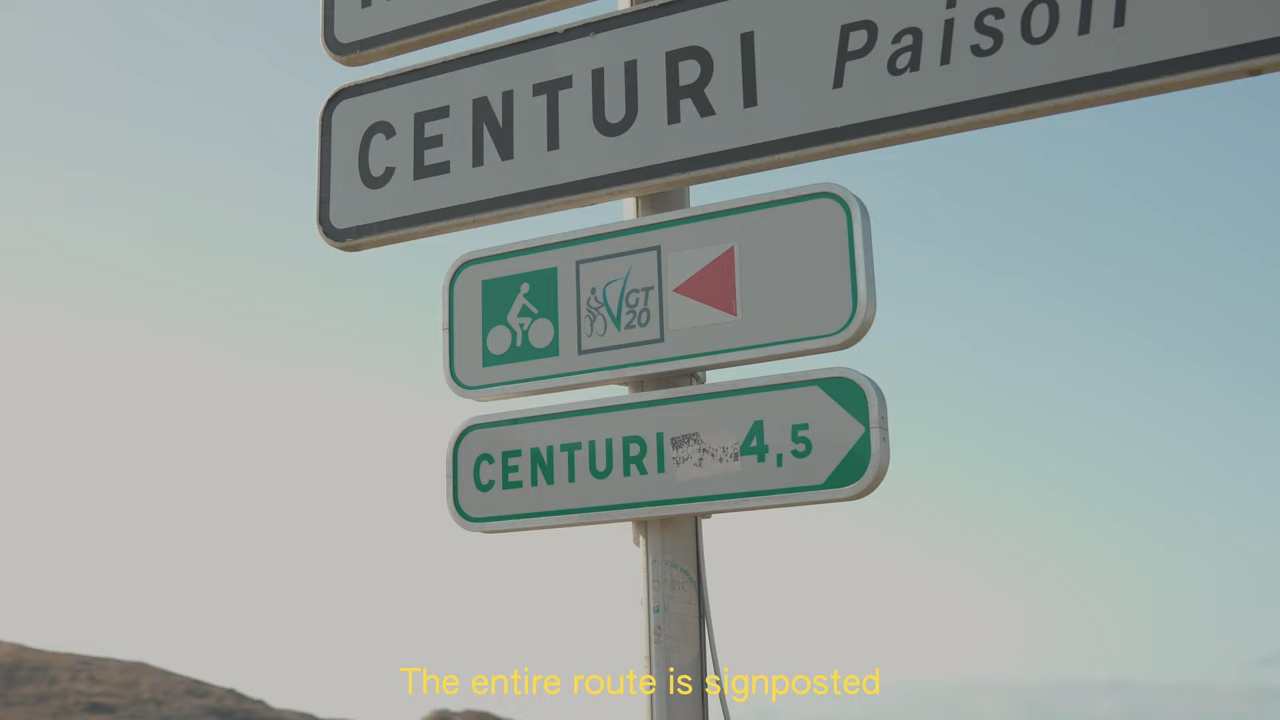 CENTURI Paison
GT
20
CENTURI 4,5
The entire route is signposted